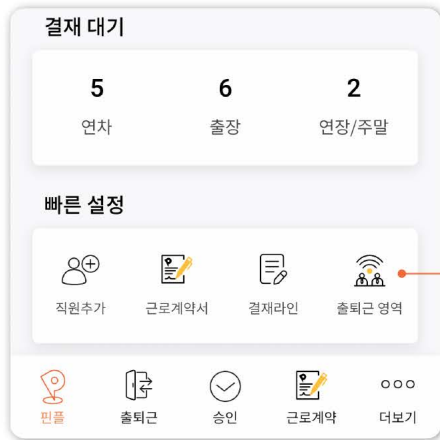 결재 대기
5 6 2
연차 출장 연장/주말
빠른 설정
직원추가 근로계약서 결재라인 출퇴근 영역
핀플 출퇴근 승인 근로계약 더보기